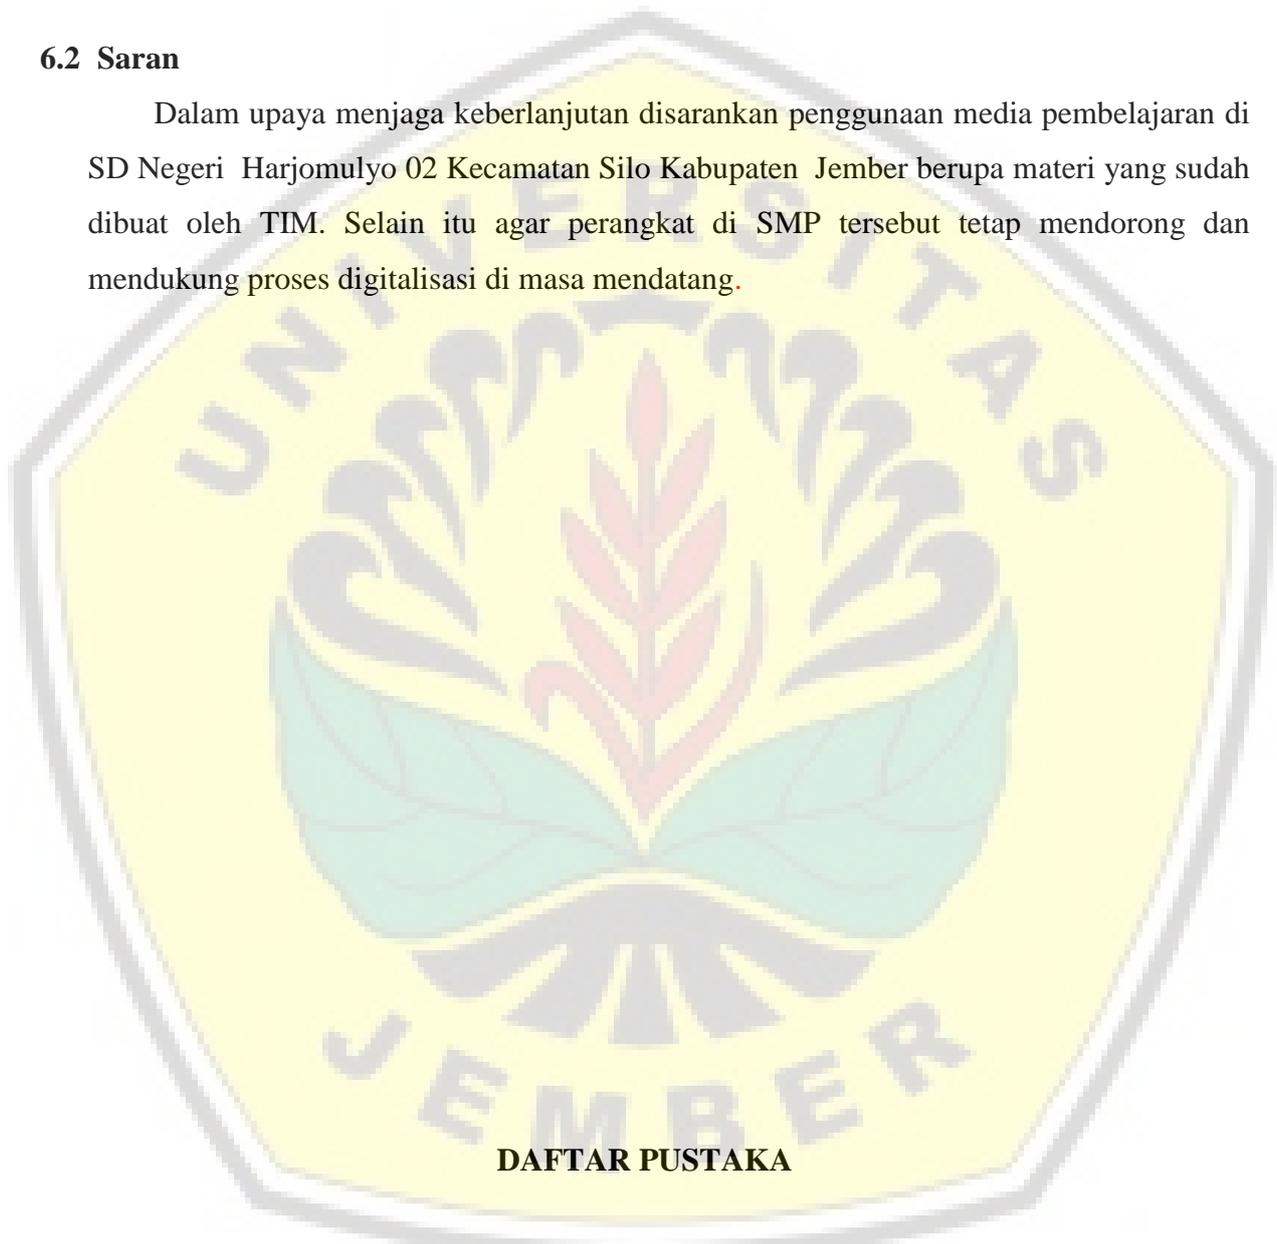 6.2 Saran
Dalam upaya menjaga keberlanjutan disarankan penggunaan media pembelajaran di
SD Negeri Harjomulyo 02 Kecamatan Silo Kabupaten Jember berupa materi yang sudah
dibuat oleh TIM. Selain itu agar perangkat di SMP tersebut tetap mendorong dan
mendukung proses digitalisasi di masa mendatang.
UNIVERSITAS
JEMBER
DAFTAR PUSTAKA